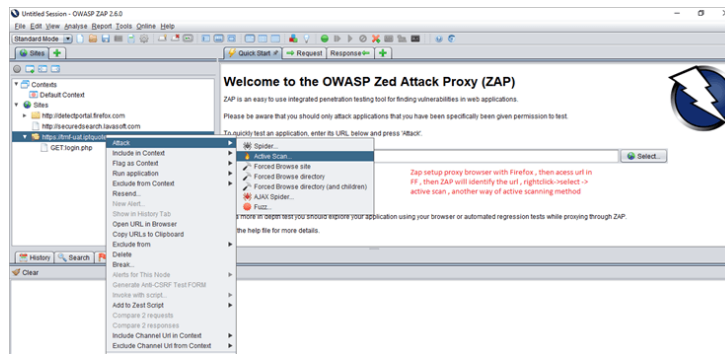 Untitled Session - OWASP ZAP 2.6.0
File Edit View Analyse Report Tools Online Help
Standard Mode
Sites
Quick Start
Request
Response
Contexts
Default Context
Sites
http://detectportal.firefox.com
http://securedsearch.lavasoft.com
GET:login.php
Welcome to the OWASP Zed Attack Proxy (ZAP)
ZAP is an easy to use integrated penetration testing tool for finding vulnerabilities in web applications.
Please be aware that you should only attack applications that you have been specifically been given permission to test.
To quickly test an application, enter its URL below and press 'Attack'.
Select...
Attack
Include in Context
Flag as Context
Run application
Exclude from Context
Resend...
New Alert...
Show in History Tab
Open URL in Browser
Copy URLs to Clipboard
Exclude from
Delete
Break...
Alerts for This Node
Generate Anti-CSRF Test FORM
Invoke with script...
Add to Zest Script
Compare 2 requests
Compare 2 responses
Include Channel Url in Context
Exclude Channel Url from Context
Spider...
Active Scan...
Forced Browse site
Forced Browse directory
Forced Browse directory (and children)
AJAX Spider...
Fuzz...
Zap setup proxy browser with Firefox , then acess url in
FF , then ZAP will identify the url , rightclick->select ->
active scan , another way of active scanning method
more in depth test you should explore your application using your browser or automated regression tests while proxying through ZAP.
the help file for more details.
History
Search
Clear